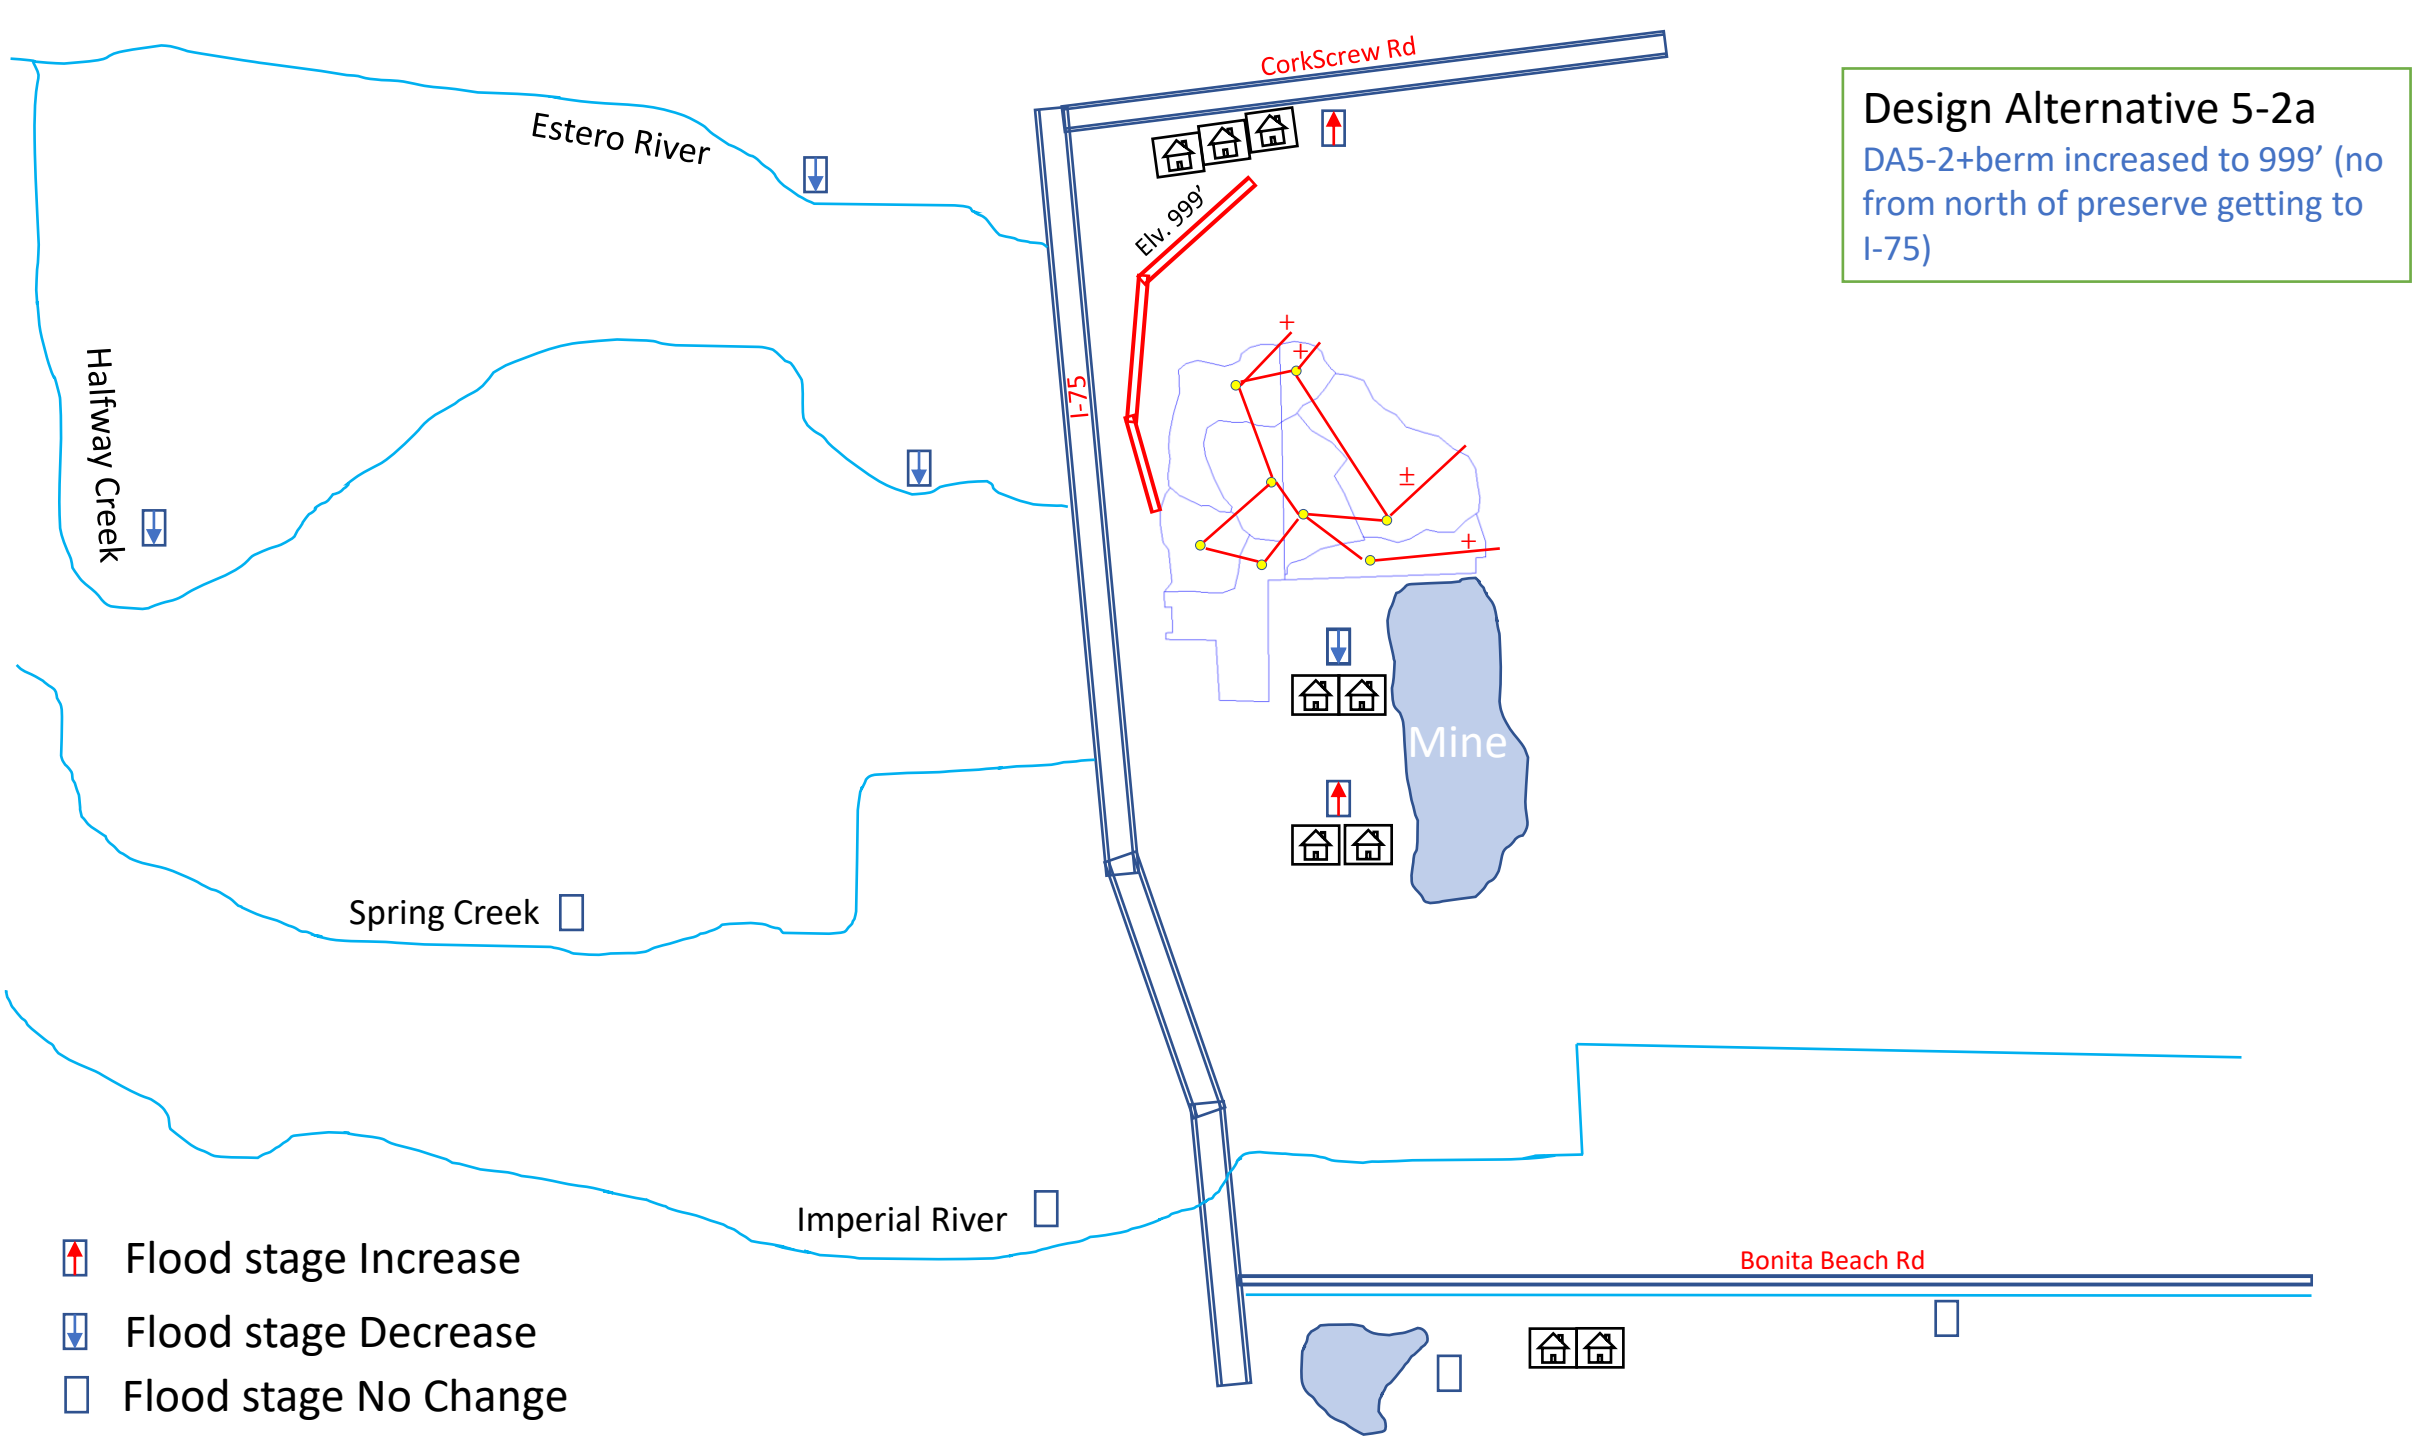 CorkScrew Rd
Design Alternative 5-2a
DA5-2+berm increased to 999’ (no
from north of preserve getting to
I-75)
Estero River
Elv. 999’
+
+
Halfway Creek
I-75
±
+
Mine
Spring Creek
Imperial River
Flood stage Increase
Bonita Beach Rd
Flood stage Decrease
Flood stage No Change